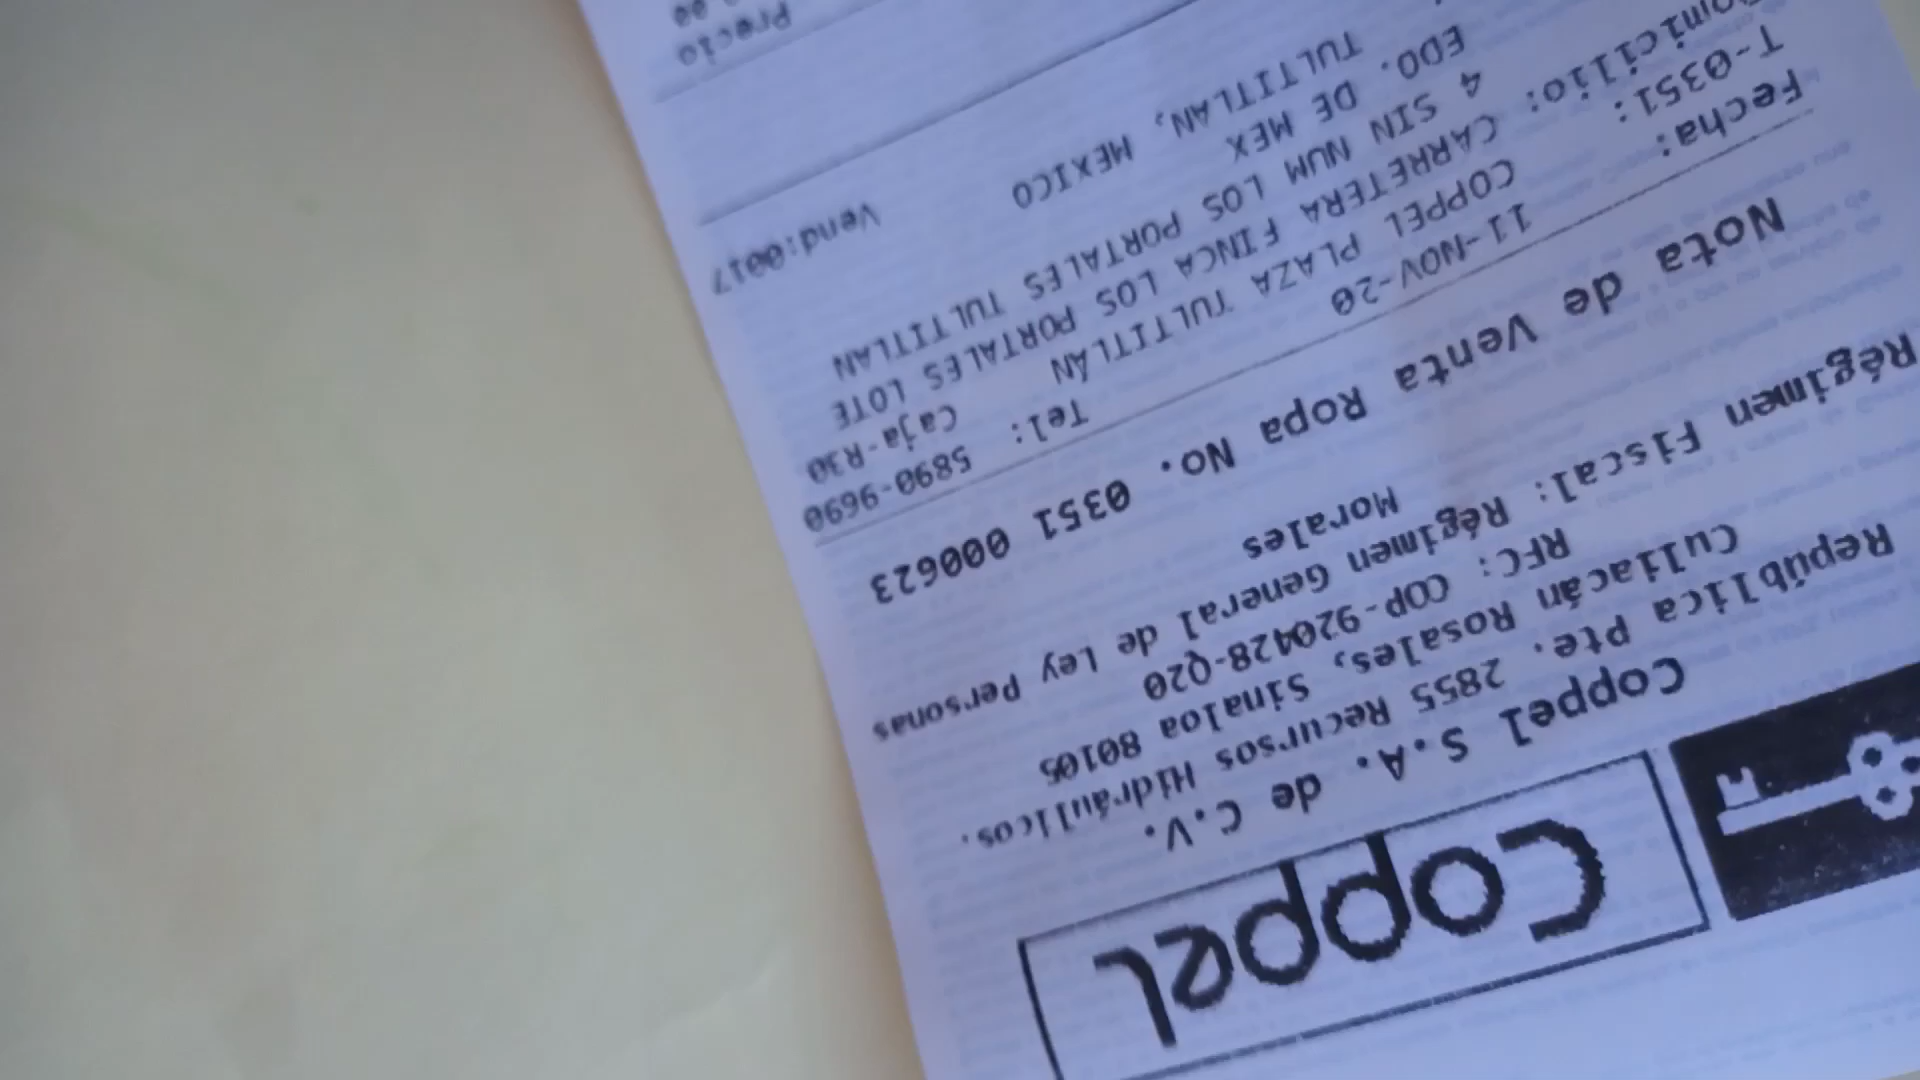 Coppel
Coppel S.A. de C.V.
República Pte. 2855 Recursos Hidráulicos.
Culiacán Rosales, Sinaloa 80105
RFC: COP-920428-Q20
Régimen Fiscal: Régimen General de Ley Personas
Morales
Nota de Venta Ropa No. 0351 000623
Fecha: 11-NOV-20 Tel: 5890-9690
T-0351: COPPEL PLAZA TULTITLÁN Caja-R30
Domicilio: CARRETERA FINCA LOS PORTALES LOTE
4 SIN NUM LOS PORTALES TULTITLAN
EDO. DE MEX
TULTITLAN, MEXICO
Vend:0017
Precio